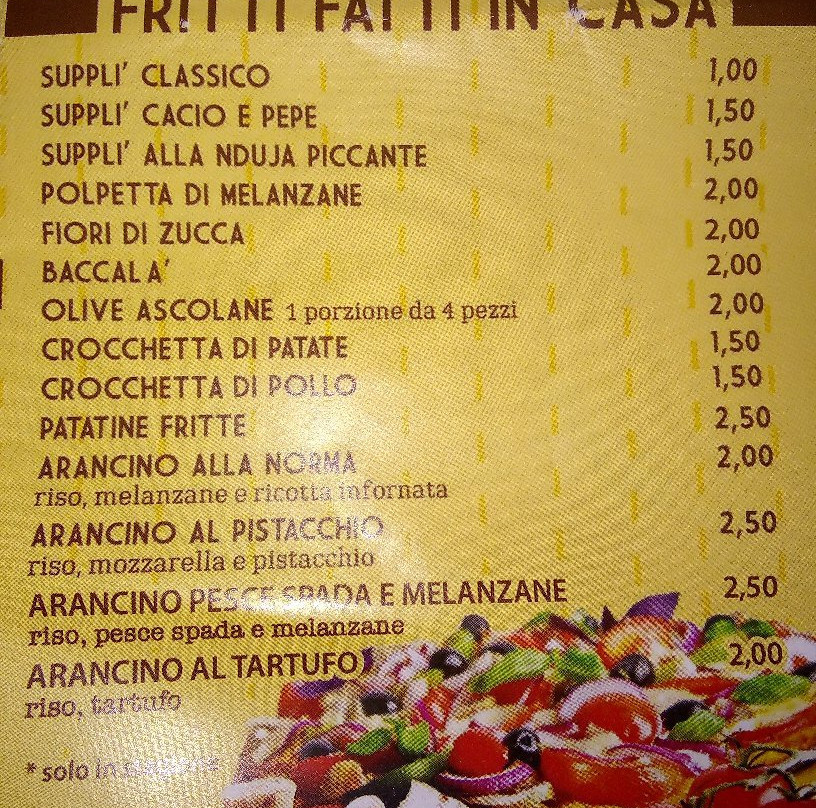 FRITTI FATTI IN CASA
SUPPLI' CLASSICO 1,00
SUPPLI' CACIO E PEPE 1,50
SUPPLI' ALLA NDUJA PICCANTE 1,50
POLPETTA DI MELANZANE 2,00
FIORI DI ZUCCA 2,00
BACCALA' 2,00
OLIVE ASCOLANE 1 porzione da 4 pezzi 2,00
CROCCHETTA DI PATATE 1,50
CROCCHETTA DI POLLO 1,50
PATATINE FRITTE 2,50
ARANCINO ALLA NORMA 2,00
riso, melanzane e ricotta infornata
ARANCINO AL PISTACCHIO 2,50
riso, mozzarella e pistacchio
ARANCINO PESCE SPADA E MELANZANE 2,50
riso, pesce spada e melanzane
ARANCINO AL TARTUFO 2,00
riso, tartufo
* solo in